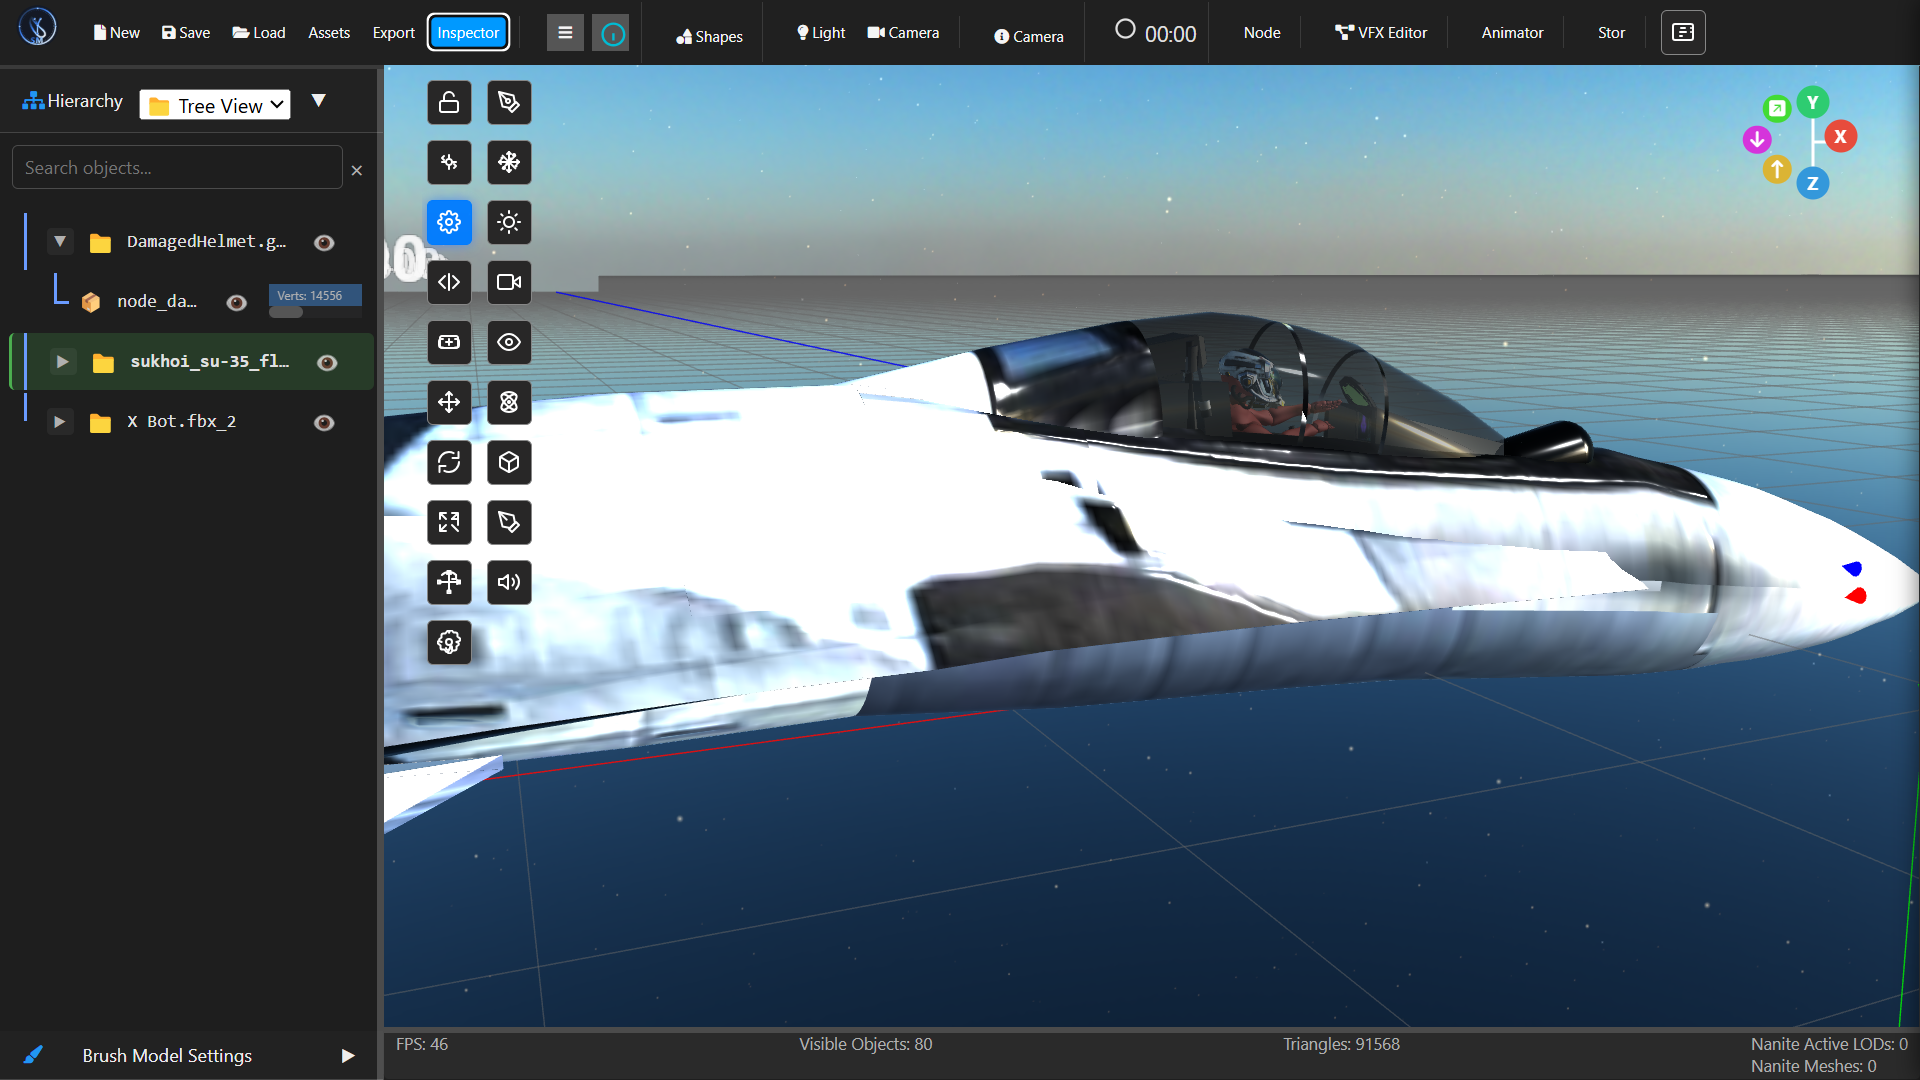 New
Save
Load
Assets
Export
Inspector
Shapes
Light
Camera
Camera
00:00
Node
VFX Editor
Animator
Stor
Hierarchy
Tree View
Search objects...
DamagedHelmet.g...
node_da...
Verts: 14556
sukhoi_su-35_fl...
X Bot.fbx_2
Brush Model Settings
Y
X
Z
FPS: 46
Visible Objects: 80
Triangles: 91568
Nanite Active LODs: 0
Nanite Meshes: 0